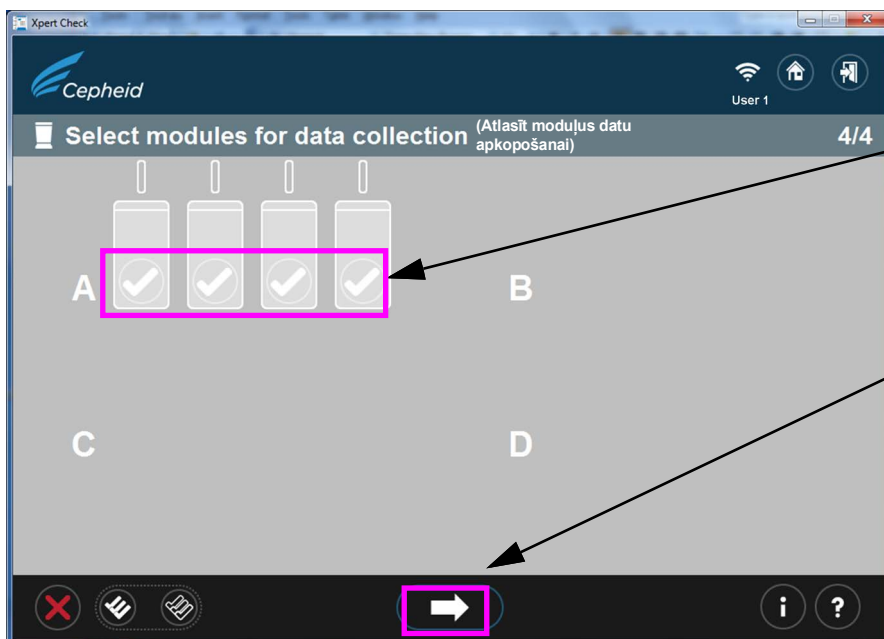 Xpert Check
Cepheid
User 1
Select modules for data collection (Atlasīt moduļus datu
apkopošanai)
4/4
A
B
C
D
i
?